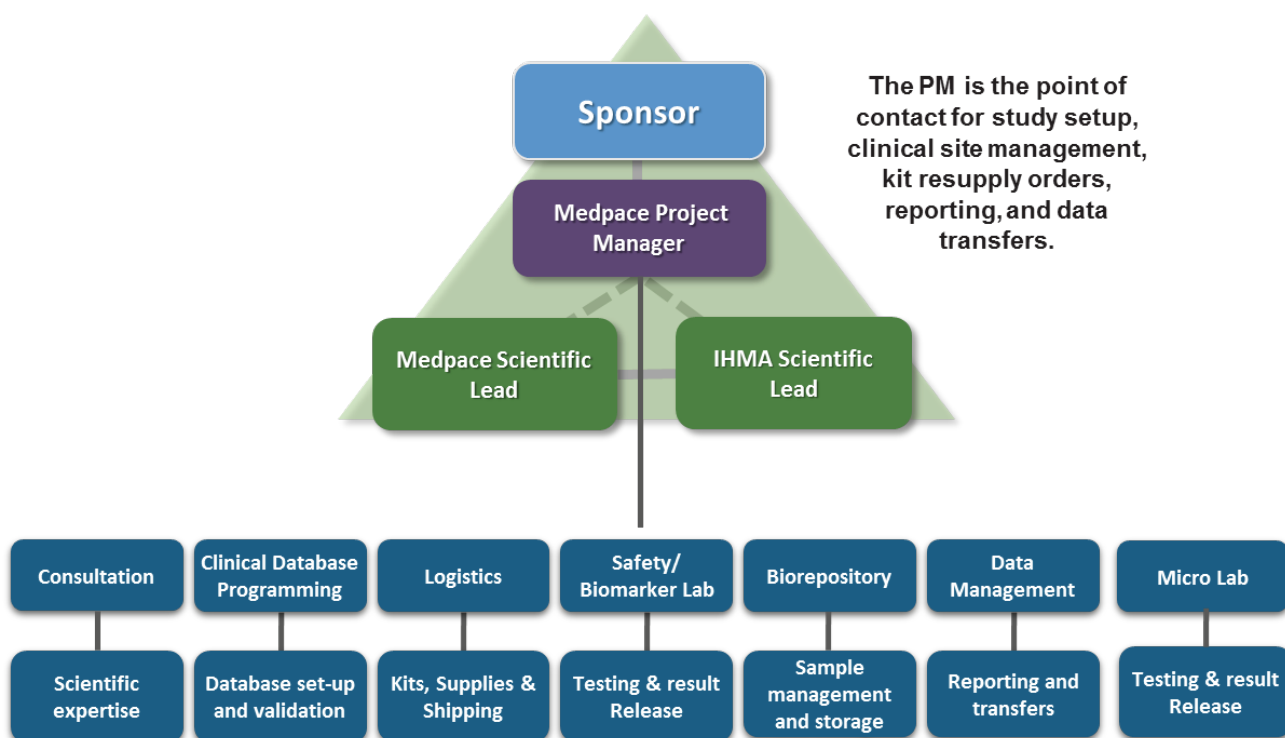 Sponsor
The PM is the point of
contact for study setup,
clinical site management,
kit resupply orders,
reporting, and data
transfers.
Medpace Project
Manager
Medpace Scientific
Lead
IHMA Scientific
Lead
Consultation
Clinical Database
Programming
Logistics
Safety/
Biomarker Lab
Biorepository
Data
Management
Micro Lab
Scientific
expertise
Database set-up
and validation
Kits, Supplies &
Shipping
Testing & result
Release
Sample
management
and storage
Reporting and
transfers
Testing & result
Release